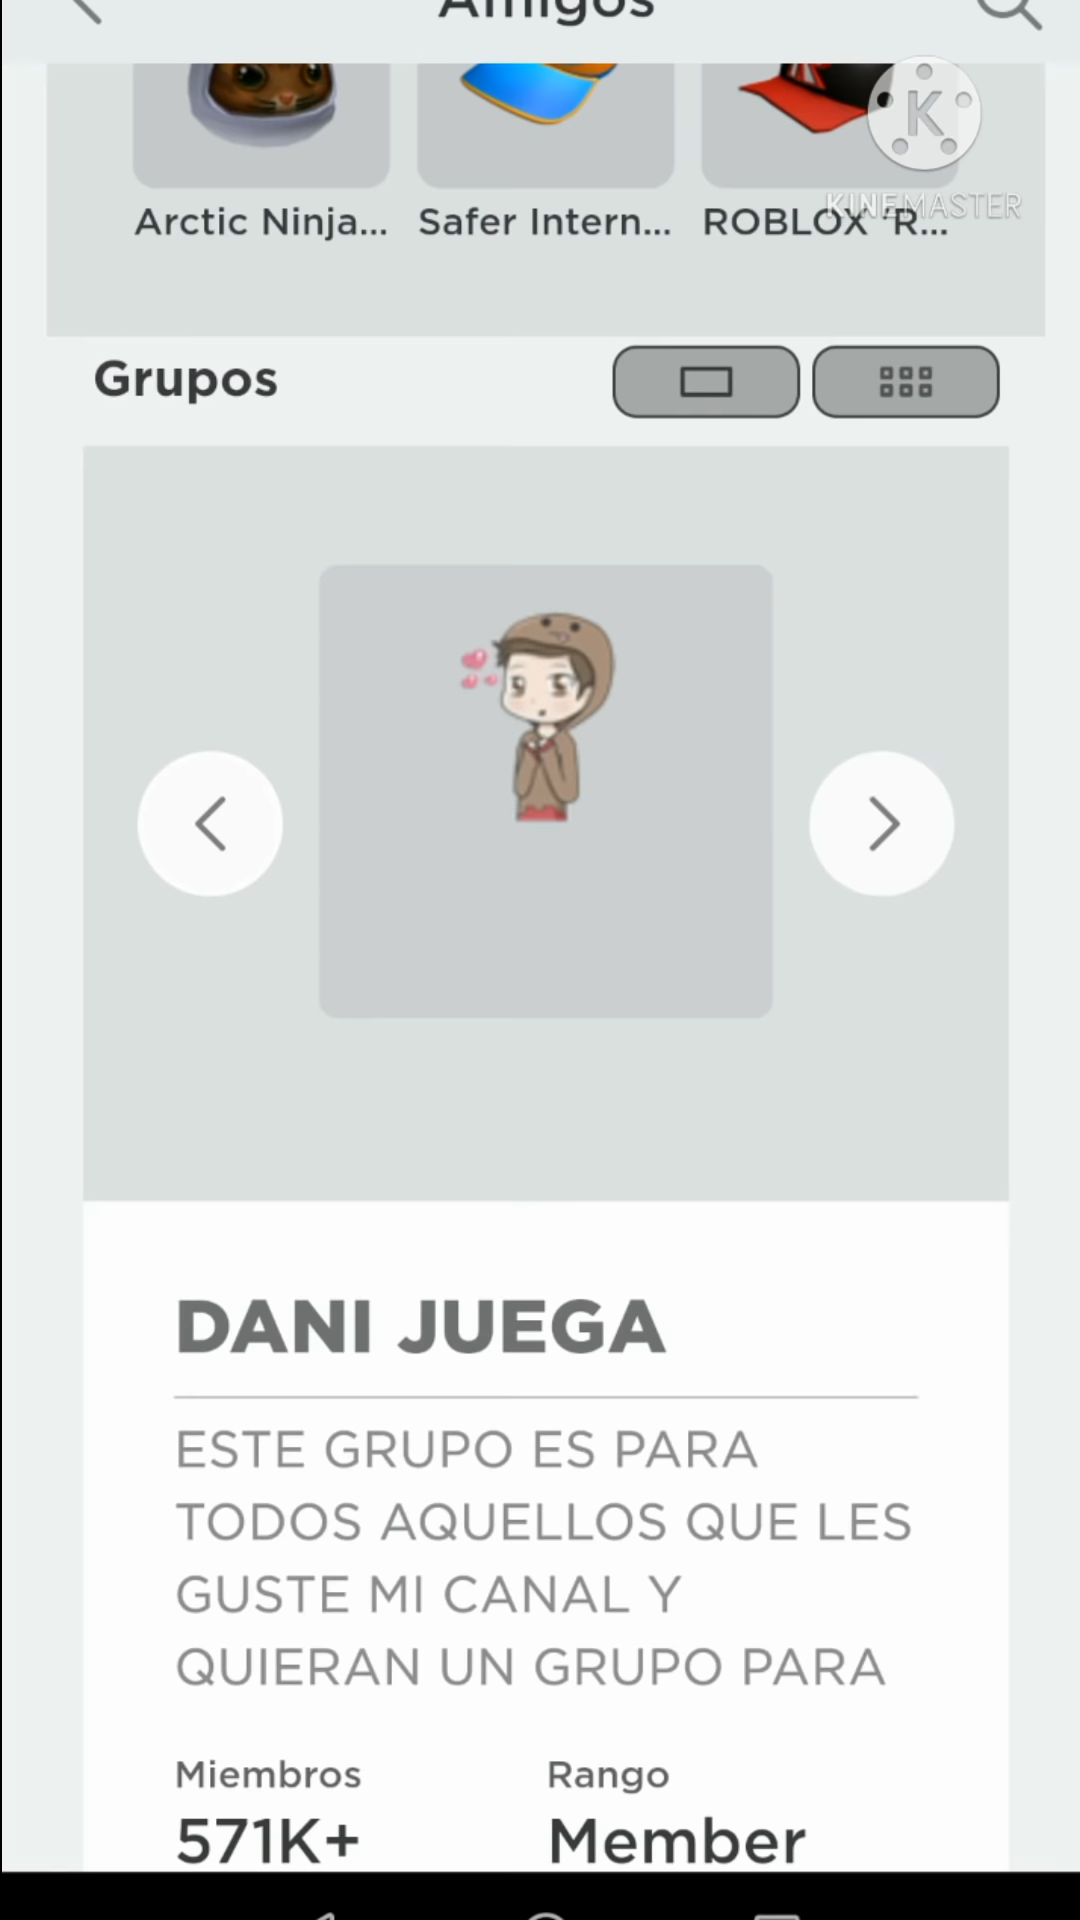 Amigos
K
KINEMASTER
Arctic Ninja...
Safer Intern...
ROBLOX 'R...
Grupos
DANI JUEGA
ESTE GRUPO ES PARA
TODOS AQUELLOS QUE LES
GUSTE MI CANAL Y
QUIERAN UN GRUPO PARA
Miembros
Rango
571K+
Member